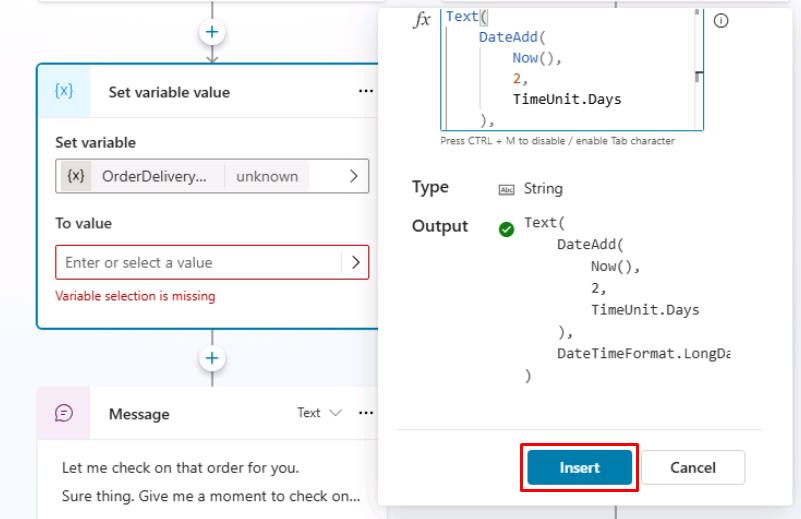 {x}
Set variable value
...
Set variable
{x} OrderDelivery... unknown
To value
Enter or select a value
Variable selection is missing
Message
Text
...
Let me check on that order for you.
Sure thing. Give me a moment to check on...
fx
Text(
DateAdd(
Now(),
2,
TimeUnit.Days
),
Press CTRL + M to disable / enable Tab character
Type
Abc String
Output
Text(
DateAdd(
Now(),
2,
TimeUnit.Days
),
DateTimeFormat.LongDa
)
Insert
Cancel